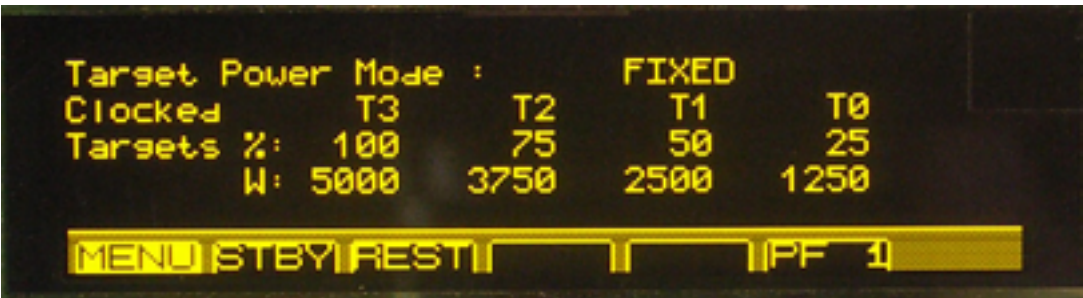 Target Power Mode : FIXED
Clocked T3 T2 T1 T0
Targets %: 100 75 50 25
W: 5000 3750 2500 1250
MENU STBY REST PF 1